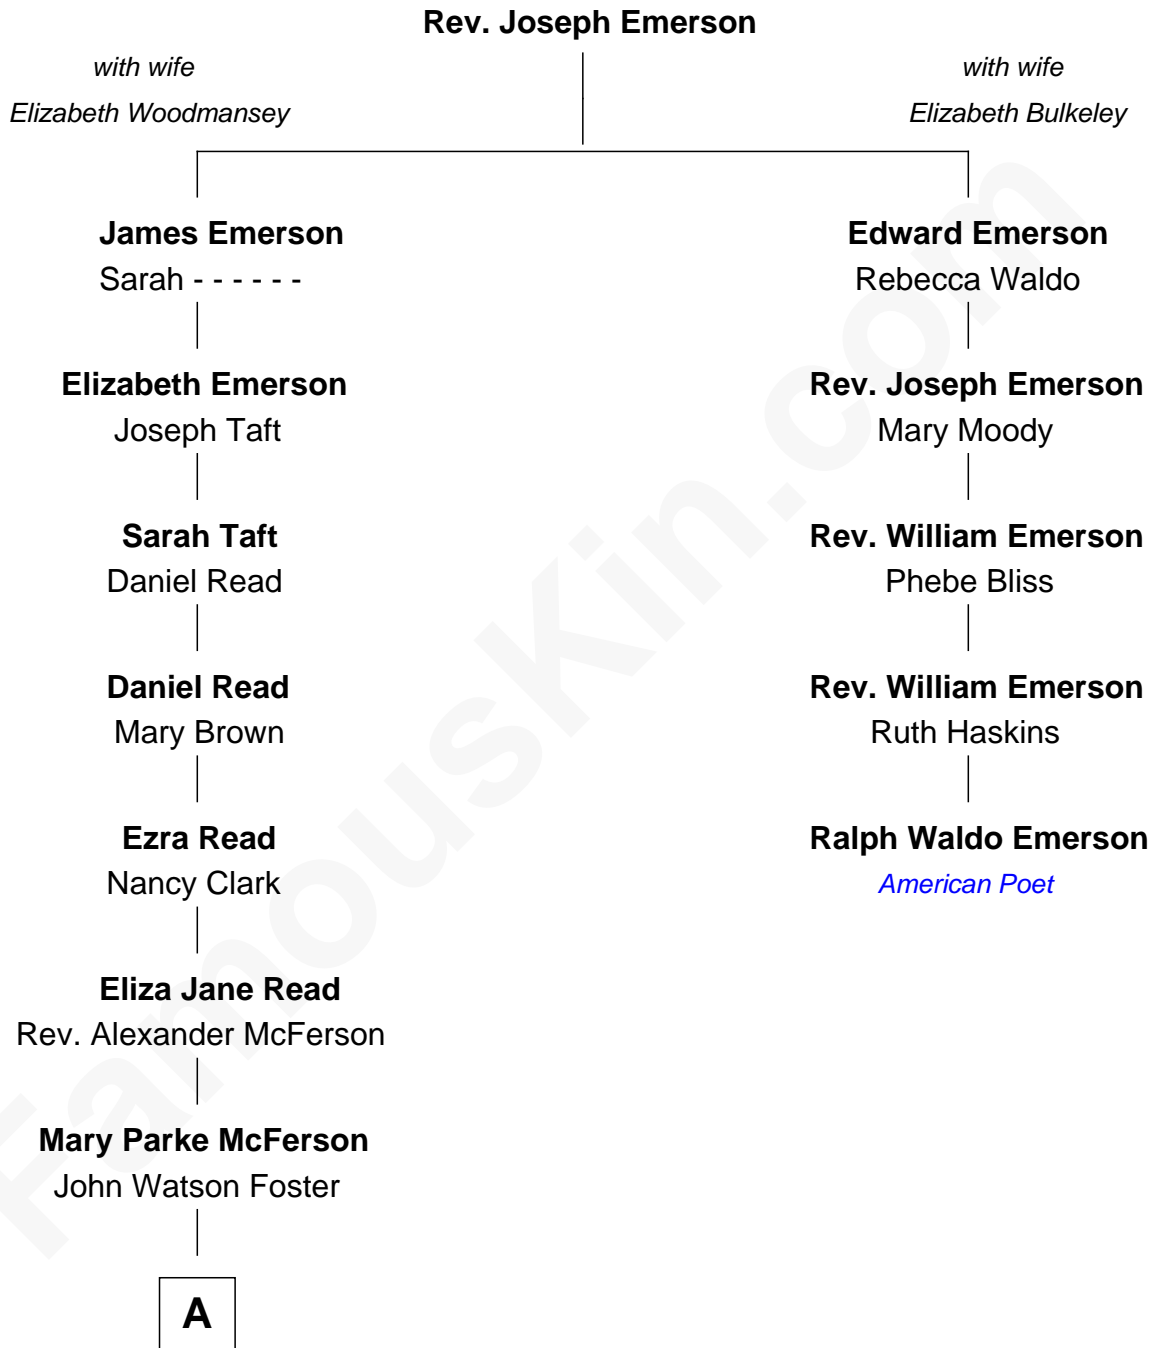 Rev. Joseph Emerson
with wife
Elizabeth Woodmansey
with wife
Elizabeth Bulkeley
James Emerson
Sarah - - - - - -
Edward Emerson
Rebecca Waldo
Elizabeth Emerson
Joseph Taft
Rev. Joseph Emerson
Mary Moody
Sarah Taft
Daniel Read
Rev. William Emerson
Phebe Bliss
Daniel Read
Mary Brown
Rev. William Emerson
Ruth Haskins
Ezra Read
Nancy Clark
Ralph Waldo Emerson
American Poet
Eliza Jane Read
Rev. Alexander McFerson
Mary Parke McFerson
John Watson Foster
A
FamousKin.com